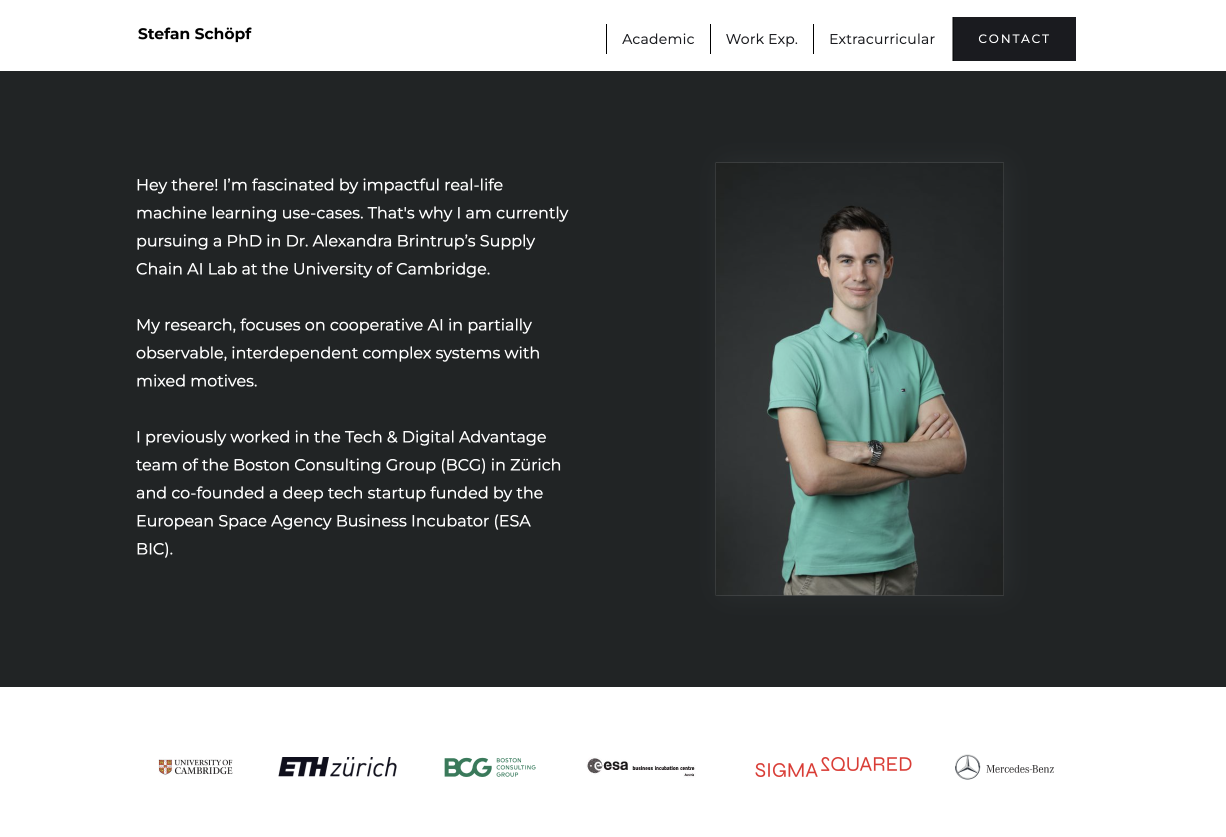 Stefan Schöpf
Academic
Work Exp.
Extracurricular
CONTACT
Hey there! I’m fascinated by impactful real-life
machine learning use-cases. That's why I am currently
pursuing a PhD in Dr. Alexandra Brintrup’s Supply
Chain AI Lab at the University of Cambridge.
My research, focuses on cooperative AI in partially
observable, interdependent complex systems with
mixed motives.
I previously worked in the Tech & Digital Advantage
team of the Boston Consulting Group (BCG) in Zürich
and co-founded a deep tech startup funded by the
European Space Agency Business Incubator (ESA
BIC).
UNIVERSITY OF
CAMBRIDGE
ETH zürich
BCG
BOSTON
CONSULTING
GROUP
esa
business incubation centre
Austria
SIGMA SQUARED
Mercedes-Benz